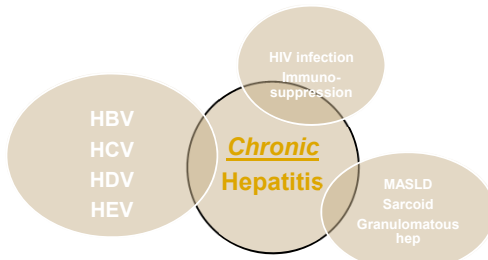 HIV infection
Immuno-
suppression
HBV
HCV
HDV
HEV
Chronic
Hepatitis
MASLD
Sarcoid
Granulomatous
hep